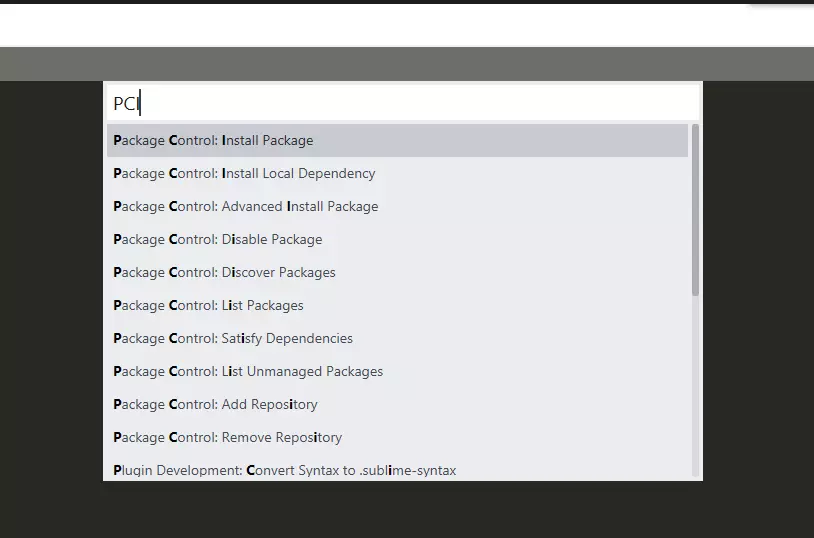 PCI
Package Control: Install Package
Package Control: Install Local Dependency
Package Control: Advanced Install Package
Package Control: Disable Package
Package Control: Discover Packages
Package Control: List Packages
Package Control: Satisfy Dependencies
Package Control: List Unmanaged Packages
Package Control: Add Repository
Package Control: Remove Repository
Plugin Development: Convert Syntax to .sublime-syntax